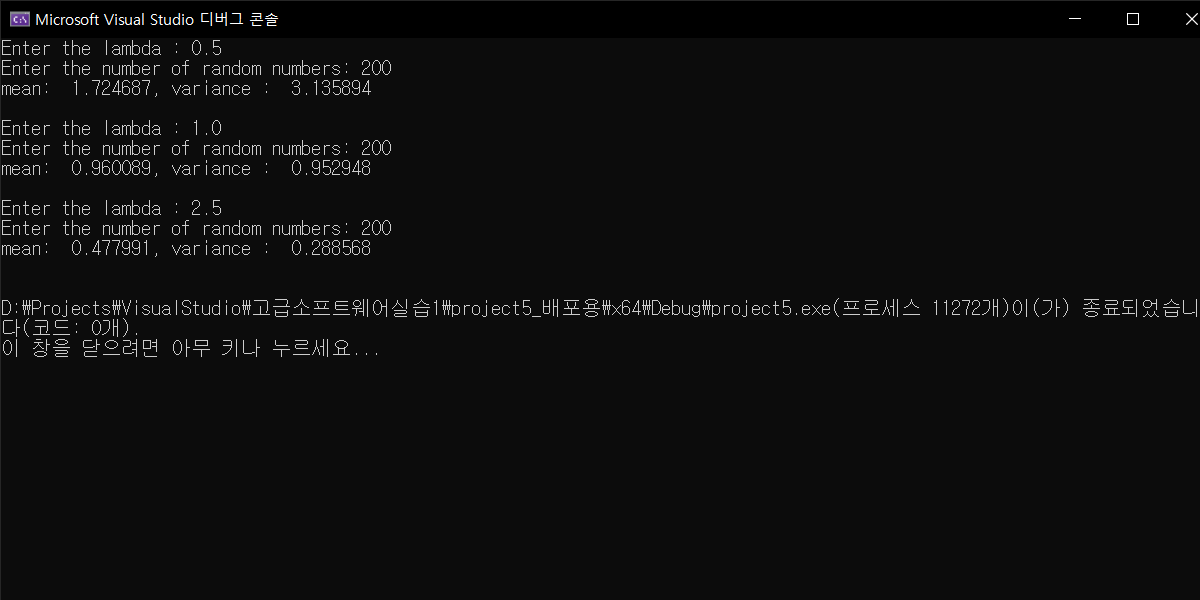 Microsoft Visual Studio 디버그 콘솔
Enter the lambda : 0.5
Enter the number of random numbers: 200
mean:  1.724687, variance :  3.135894
Enter the lambda : 1.0
Enter the number of random numbers: 200
mean:  0.960089, variance :  0.952948
Enter the lambda : 2.5
Enter the number of random numbers: 200
mean:  0.477991, variance :  0.288568
D:₩Projects₩VisualStudio₩고급소프트웨어실습1₩project5_배포용₩x64₩Debug₩project5.exe(프로세스 11272개)이(가) 종료되었습니
다(코드: 0개).
이 창을 닫으려면 아무 키나 누르세요...